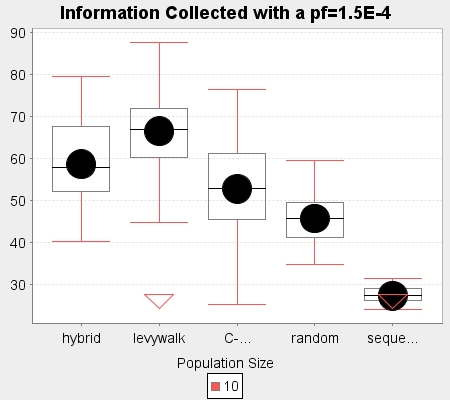 Information Collected with a pf=1.5E-4
90
80
70
60
50
40
30
hybrid levywalk C-... random seque...
Population Size
10